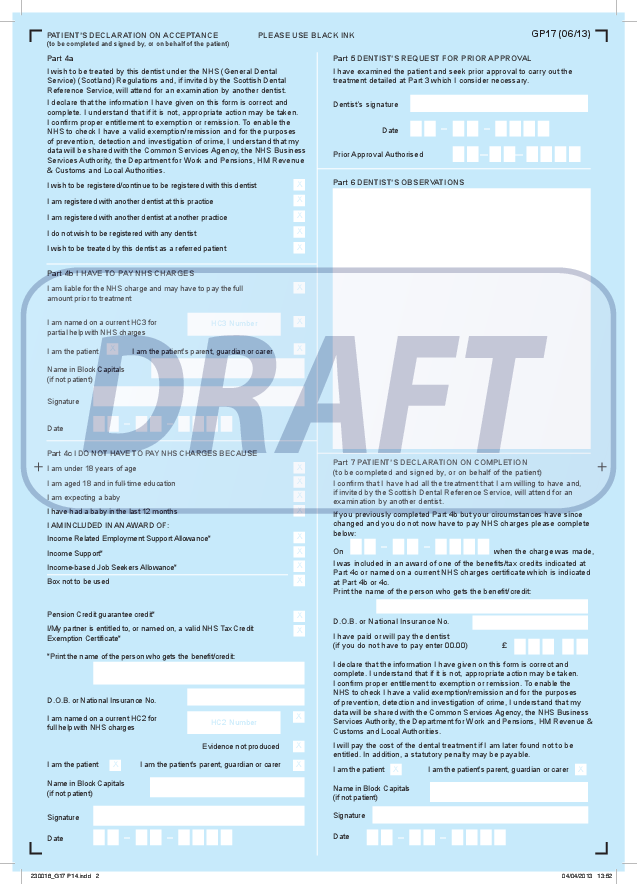 PATIENT'S DECLARATION ON ACCEPTANCE
(to be completed and signed by, or on behalf of the patient)
PLEASE USE BLACK INK
GP17 (06/13)
Part 4a
I wish to be treated by this dentist under the NHS (General Dental
Service) (Scotland) Regulations and, if invited by the Scottish Dental
Reference Service, will attend for an examination by another dentist.
I declare that the information I have given on this form is correct and
complete. I understand that if it is not, appropriate action may be taken.
I confirm proper entitlement to exemption or remission. To enable the
NHS to check I have a valid exemption/remission and for the purposes
of prevention, detection and investigation of crime, I understand that my
data will be shared with the Common Services Agency, the NHS Business
Services Authority, the Department for Work and Pensions, HM Revenue
& Customs and Local Authorities.
I wish to be registered/continue to be registered with this dentist X
I am registered with another dentist at this practice X
I am registered with another dentist at another practice X
I do not wish to be registered with any dentist X
I wish to be treated by this dentist as a referred patient X
Part 4b I HAVE TO PAY NHS CHARGES
I am liable for the NHS charge and may have to pay the full X
amount prior to treatment
I am named on a current HC3 for HC3 Number X
partial help with NHS charges
I am the patient X I am the patient's parent, guardian or carer X
Name in Block Capitals
(if not patient)
Signature
Date – –
Part 4c I DO NOT HAVE TO PAY NHS CHARGES BECAUSE
I am under 18 years of age X
I am aged 18 and in full-time education X
I am expecting a baby X
I have had a baby in the last 12 months X
I AM INCLUDED IN AN AWARD OF:
Income Related Employment Support Allowance* X
Income Support* X
Income-based Job Seekers Allowance* X
Box not to be used
Pension Credit guarantee credit* X
I/My partner is entitled to, or named on, a valid NHS Tax Credit X
Exemption Certificate*
*Print the name of the person who gets the benefit/credit:
D.O.B. or National Insurance No.
I am named on a current HC2 for HC2 Number X
full help with NHS charges
Evidence not produced X
I am the patient X I am the patient's parent, guardian or carer X
Name in Block Capitals
(if not patient)
Signature
Date – –
Part 5 DENTIST'S REQUEST FOR PRIOR APPROVAL
I have examined the patient and seek prior approval to carry out the
treatment detailed at Part 3 which I consider necessary.
Dentist's signature
Date – –
Prior Approval Authorised – –
Part 6 DENTIST'S OBSERVATIONS
DRAFT
Part 7 PATIENT'S DECLARATION ON COMPLETION
(to be completed and signed by, or on behalf of the patient)
I confirm that I have had all the treatment that I am willing to have and,
if invited by the Scottish Dental Reference Service, will attend for an
examination by another dentist.
If you previously completed Part 4b but your circumstances have since
changed and you do not now have to pay NHS charges please complete
below:
On – – when the charge was made,
I was included in an award of one of the benefits/tax credits indicated at
Part 4c or named on a current NHS charges certificate which is indicated
at Part 4b or 4c.
Print the name of the person who gets the benefit/credit:
D.O.B. or National Insurance No.
I have paid or will pay the dentist
(if you do not have to pay enter 00.00) £
I declare that the information I have given on this form is correct and
complete. I understand that if it is not, appropriate action may be taken.
I confirm proper entitlement to exemption or remission. To enable the
NHS to check I have a valid exemption/remission and for the purposes
of prevention, detection and investigation of crime, I understand that my
data will be shared with the Common Services Agency, the NHS Business
Services Authority, the Department for Work and Pensions, HM Revenue &
Customs and Local Authorities.
I will pay the cost of the dental treatment if I am later found not to be
entitled. In addition, a statutory penalty may be payable.
I am the patient X I am the patient's parent, guardian or carer X
Name in Block Capitals
(if not patient)
Signature
Date – –
230016_G17 P14.indd 2
04/04/2013 13:52